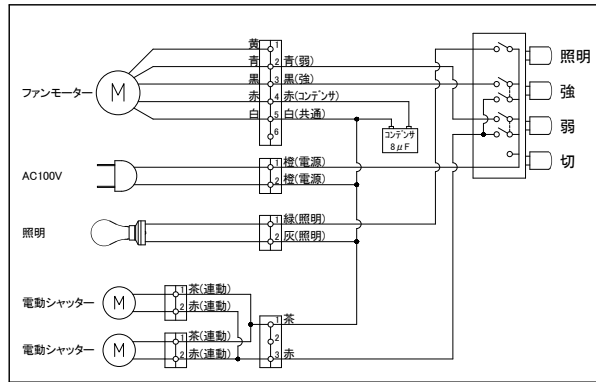 黄 1
青 2 青(弱)
黒 3 黒(強)
赤 4 赤(コンデンサ)
白 5 白(共通)
6
ファンモーター M
コンデンサ
8μF
照明
強
弱
切
AC100V
1 橙(電源)
2 橙(電源)
照明
1 緑(照明)
2 灰(照明)
電動シャッター M
1 茶(連動)
2 赤(連動)
電動シャッター M
1 茶(連動)
2 赤(連動)
1 茶
2
3 赤